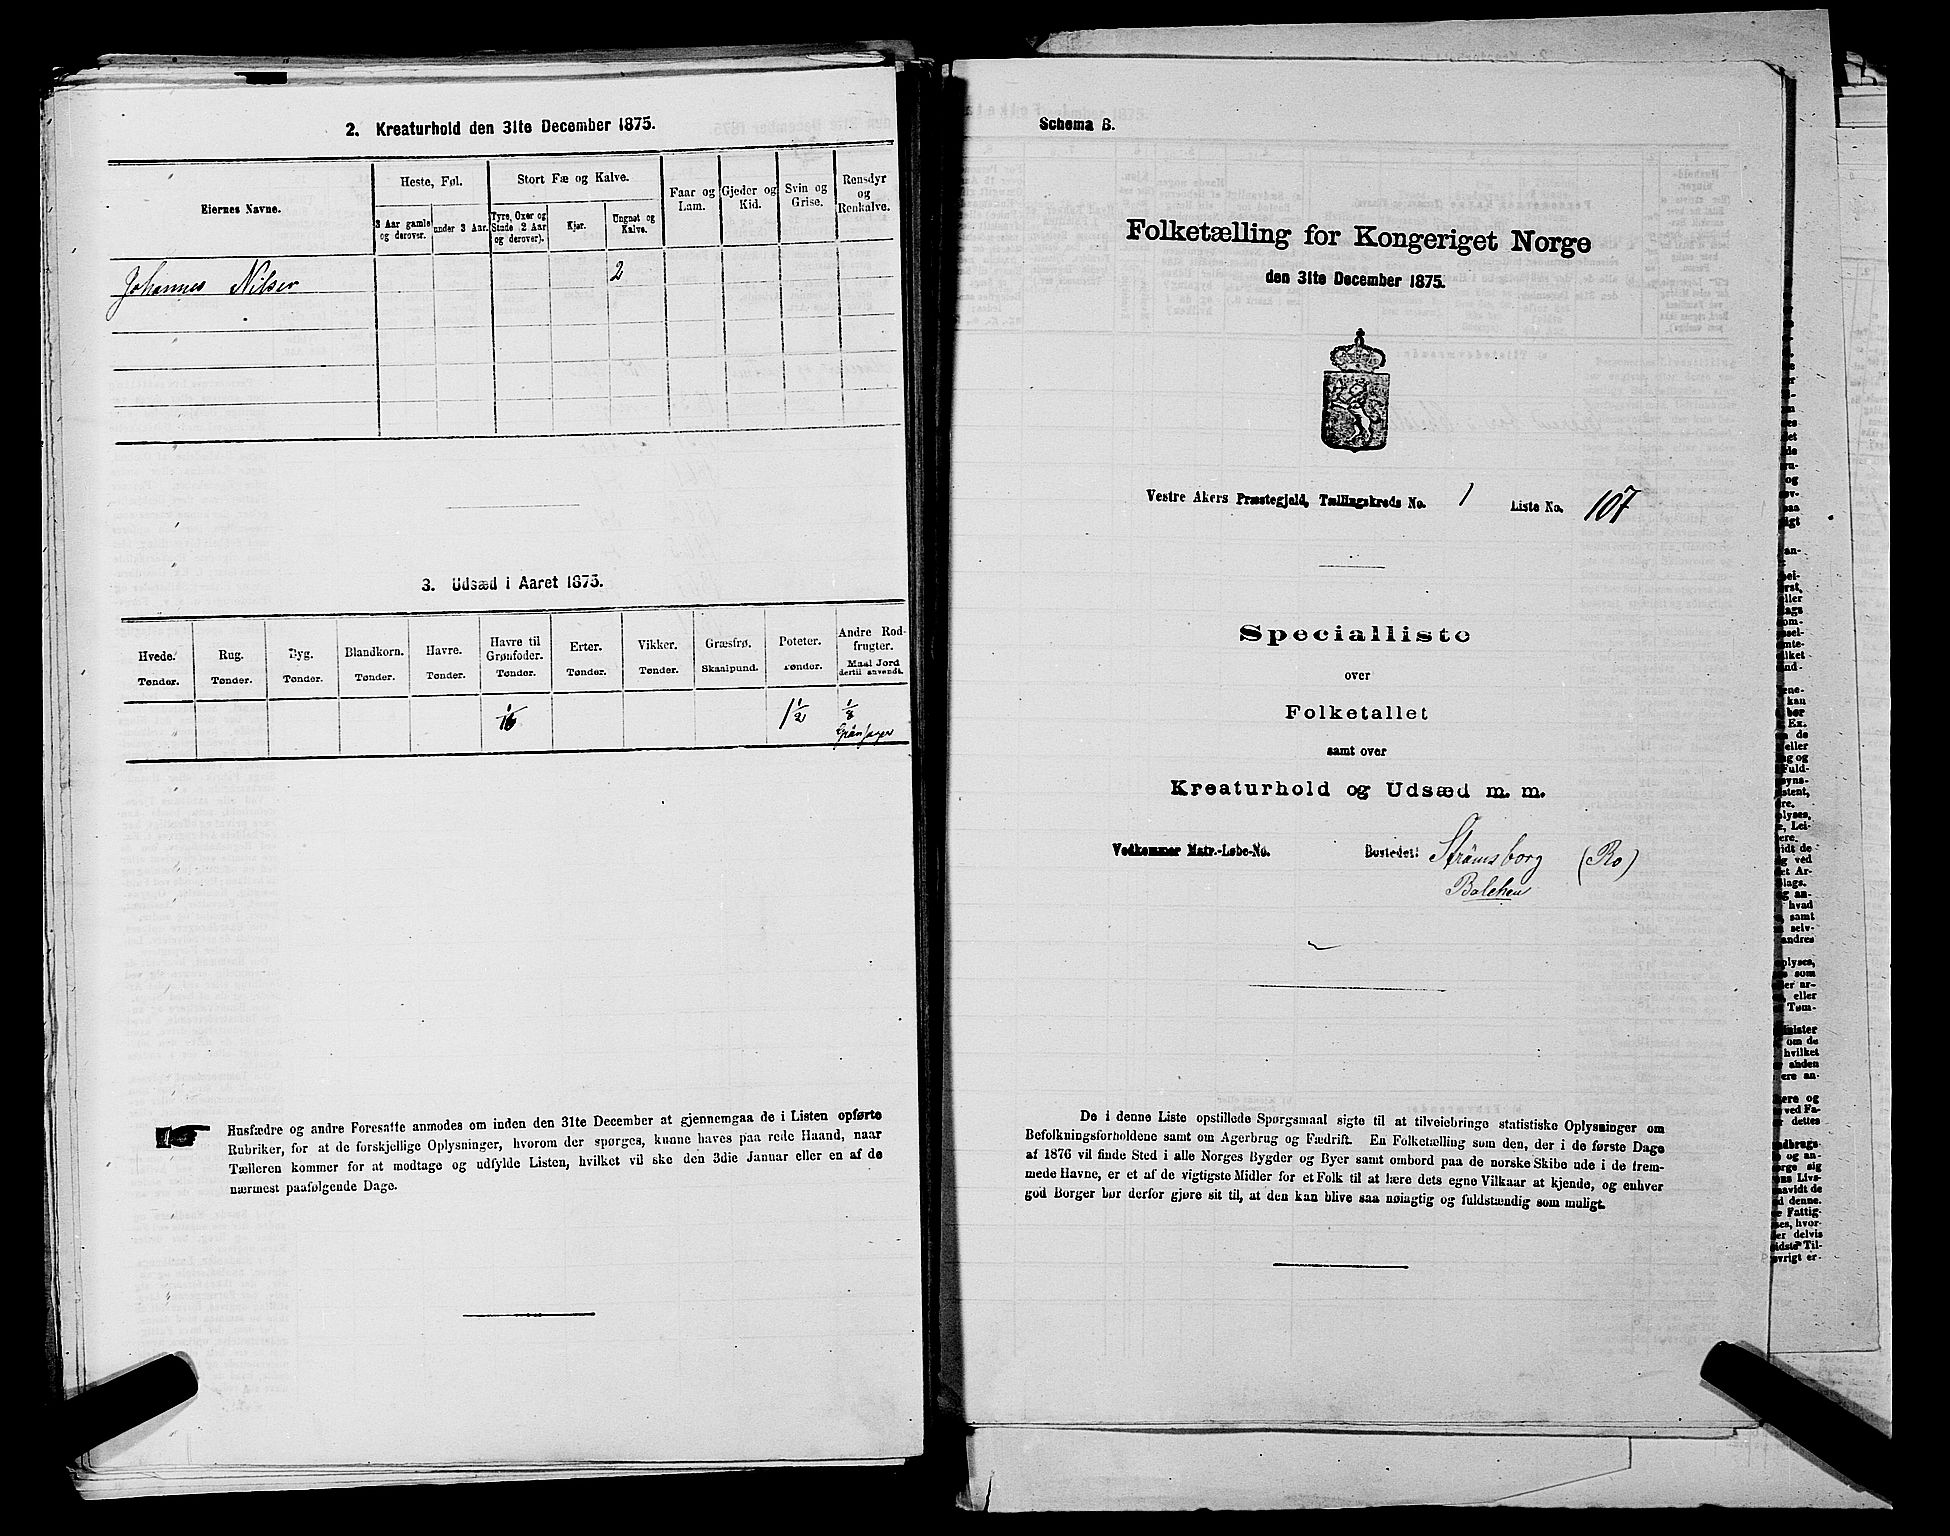 2. Kreaturhold den 31te December 1875.
Eiernes Navne.
Heste, Føl.
Stort Fæ og Kalve.
Faar og
Lam.
Gjeder og
Kid.
Svin og
Grise.
Rensdyr
og
Renkalve.
3 Aar gamle
og derover.
under 3 Aar.
Tyre, Oxer og
Stude 2 Aar
og derover).
Kjør.
Ungnøt og
Kalve.
Johannes Nilsen 2
3. Udsæd i Aaret 1875.
Hvede.
Tønder.
Rug.
Tønder.
Byg.
Tønder.
Blandkorn.
Tønder.
Havre.
Tønder.
Havre til
Grønfoder.
Tønder.
Erter.
Tønder.
Vikker.
Tønder.
Græsfrø.
Skaalpund.
Poteter.
Tønder.
Andre Rod-
frugter.
Maal Jord
dertil anvendt.
1/16 1 1/2 1/8
Husfædre og andre Foresatte anmodes om inden den 31te December at gjennemgaa de i Listen opførte
Rubriker, for at de forskjellige Oplysninger, hvorom der spørges, kunne haves paa rede Haand, naar
Tælleren kommer for at modtage og udfylde Listen, hvilket vil ske den 3die Januar eller en af de
nærmest paafølgende Dage.
Schema B.
Folketælling for Kongeriget Norge
den 31te December 1875.
Vestre Akers Præstegjeld, Tællingskreds No. 1 Liste No. 107
Specialliste
over
Folketallet
samt over
Kreaturhold og Udsæd m. m.
Vedkommer Matr.-Løbe-No. Bostedet: Strömsborg (Ro)
Balchen
De i denne Liste opstillede Spørgsmaal sigte til at tilveiebringe statistiske Oplysninger om
Befolkningsforholdene samt om Agerbrug og Fædrift. En Folketælling som den, der i de første Dage
af 1876 vil finde Sted i alle Norges Bygder og Byer samt ombord paa de norske Skibe ude i de frem-
mede Havne, er et af de vigtigste Midler for et Folk til at lære dets egne Vilkaar at kjende, og enhver
god Borger bør derfor gjøre sit til, at den kan blive saa nøiagtig og fuldstændig som muligt.